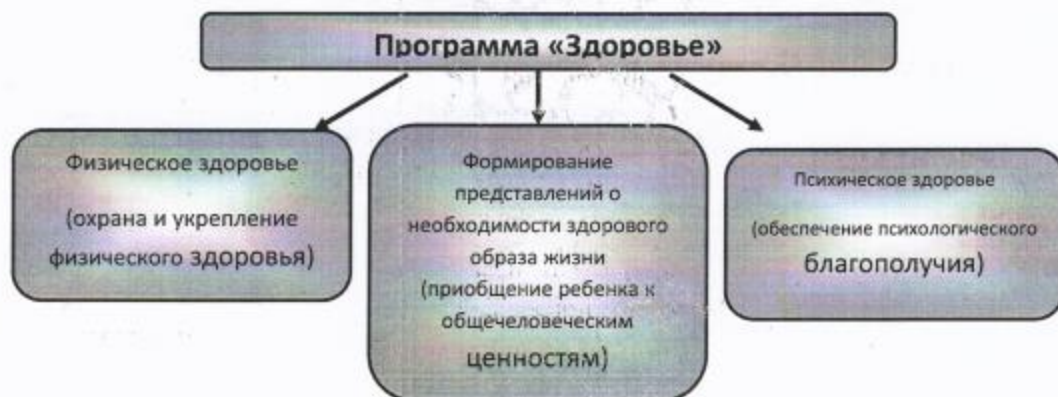 Программа «Здоровье»
Физическое здоровье
(охрана и укрепление
физического здоровья)
Формирование
представлений о
необходимости здорового
образа жизни
(приобщение ребенка к
общечеловеческим
ценностям)
Психическое здоровье
(обеспечение психологического
благополучия)